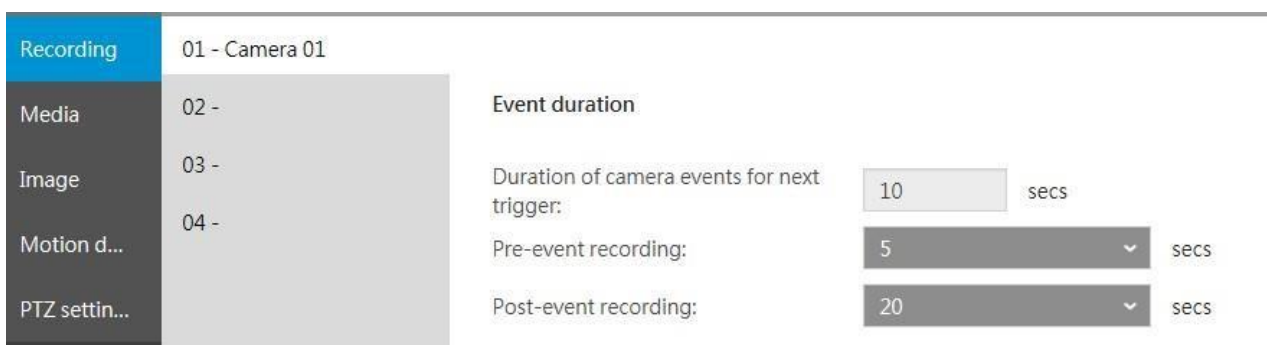 Recording
Media
Image
Motion d...
PTZ settin...
01 - Camera 01
02 -
03 -
04 -
Event duration
Duration of camera events for next
trigger:
10 secs
Pre-event recording:
5 secs
Post-event recording:
20 secs